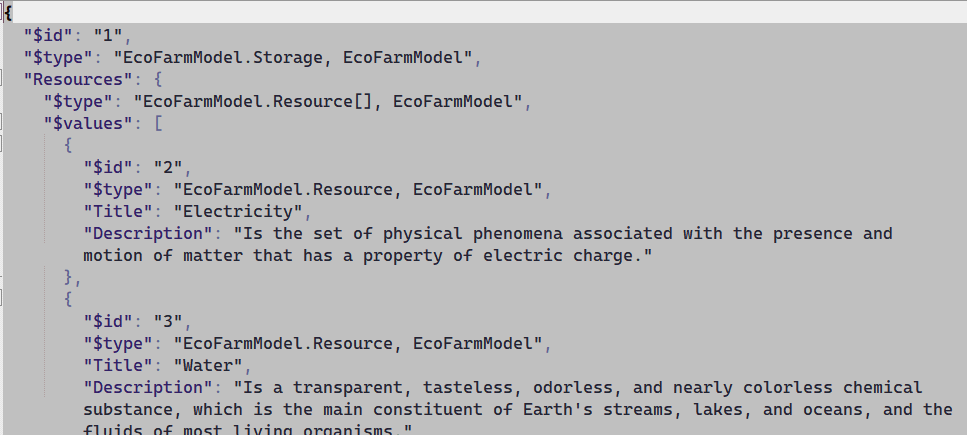 {
"$id": "1",
"$type": "EcoFarmModel.Storage, EcoFarmModel",
"Resources": {
"$type": "EcoFarmModel.Resource[], EcoFarmModel",
"$values": [
{
"$id": "2",
"$type": "EcoFarmModel.Resource, EcoFarmModel",
"Title": "Electricity",
"Description": "Is the set of physical phenomena associated with the presence and
motion of matter that has a property of electric charge."
},
{
"$id": "3",
"$type": "EcoFarmModel.Resource, EcoFarmModel",
"Title": "Water",
"Description": "Is a transparent, tasteless, odorless, and nearly colorless chemical
substance, which is the main constituent of Earth's streams, lakes, and oceans, and the
fluids of most living organisms."